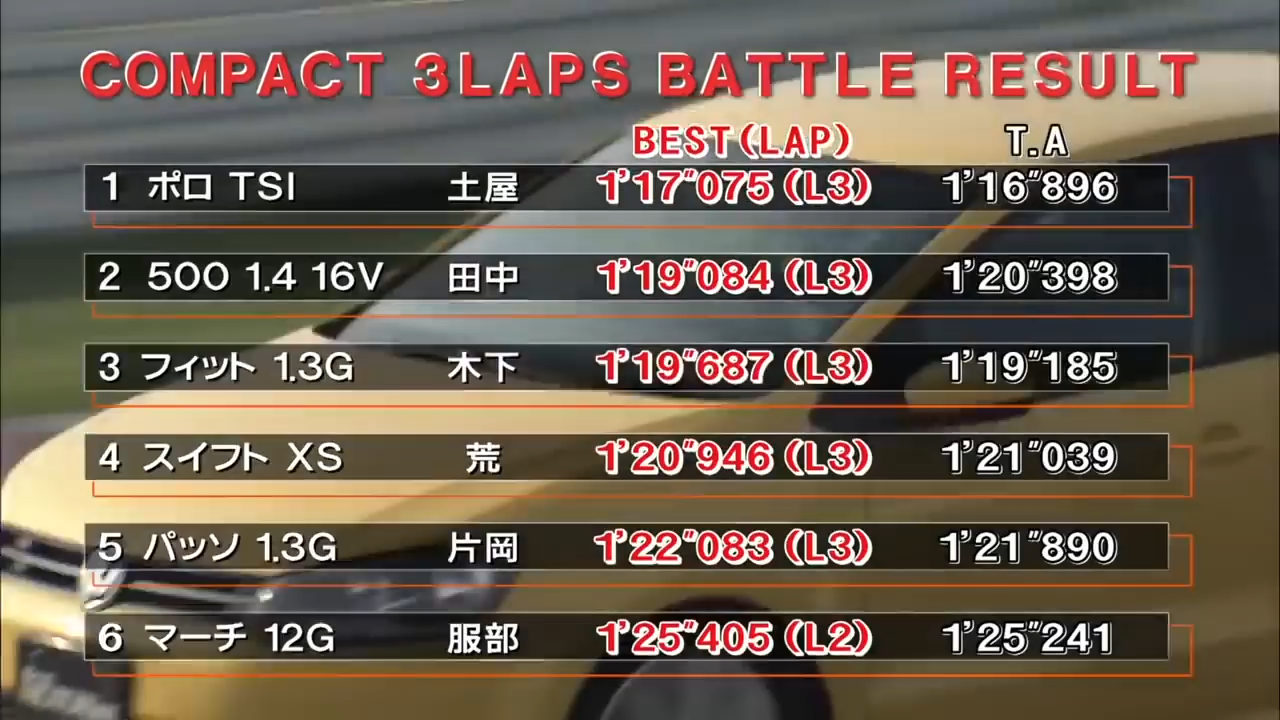 COMPACT 3LAPS BATTLE RESULT
BEST(LAP) T.A
1 ポロ TSI 土屋 1'17"075 (L3) 1'16"896
2 500 1.4 16V 田中 1'19"084 (L3) 1'20"398
3 フィット 1.3G 木下 1'19"687 (L3) 1'19"185
4 スイフト XS 荒 1'20"946 (L3) 1'21"039
5 パッソ 1.3G 片岡 1'22"083 (L3) 1'21"890
6 マーチ 12G 服部 1'25"405 (L2) 1'25"241